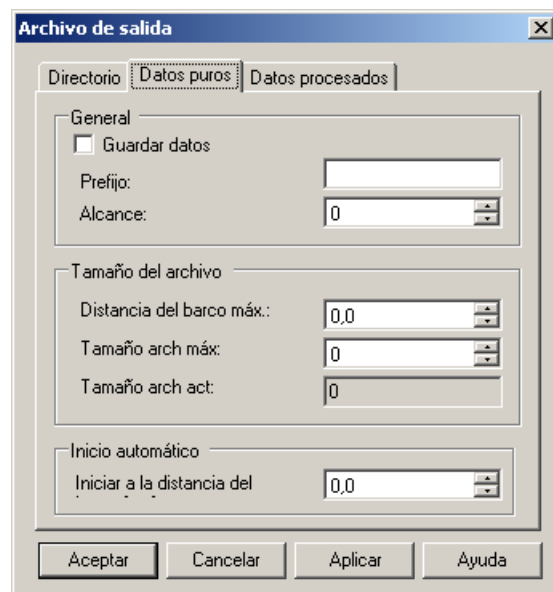 Archivo de salida
Directorio Datos puros Datos procesados
General
Guardar datos
Prefijo:
Alcance: 0
Tamaño del archivo
Distancia del barco máx.: 0,0
Tamaño arch máx: 0
Tamaño arch act: 0
Inicio automático
Iniciar a la distancia del 0,0
Aceptar Cancelar Aplicar Ayuda